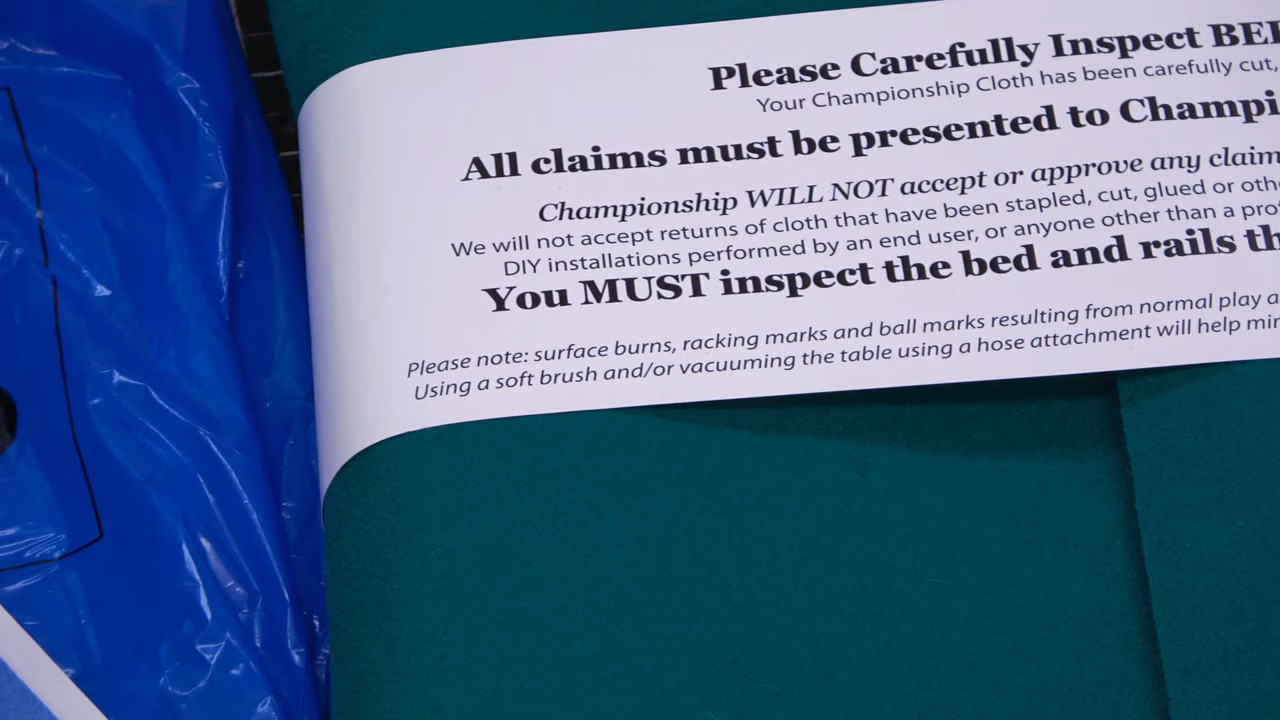 Please Carefully Inspect
Your Championship Cloth has been carefully cut,
All claims must be presented to
Championship WILL NOT accept or approve any
We will not accept returns of cloth that have been stapled, cut, glued or
DIY installations performed by an end user, or anyone other than a
You MUST inspect the bed and rails
Please note: surface burns, racking marks and ball marks resulting from normal play
Using a soft brush and/or vacuuming the table using a hose attachment will help